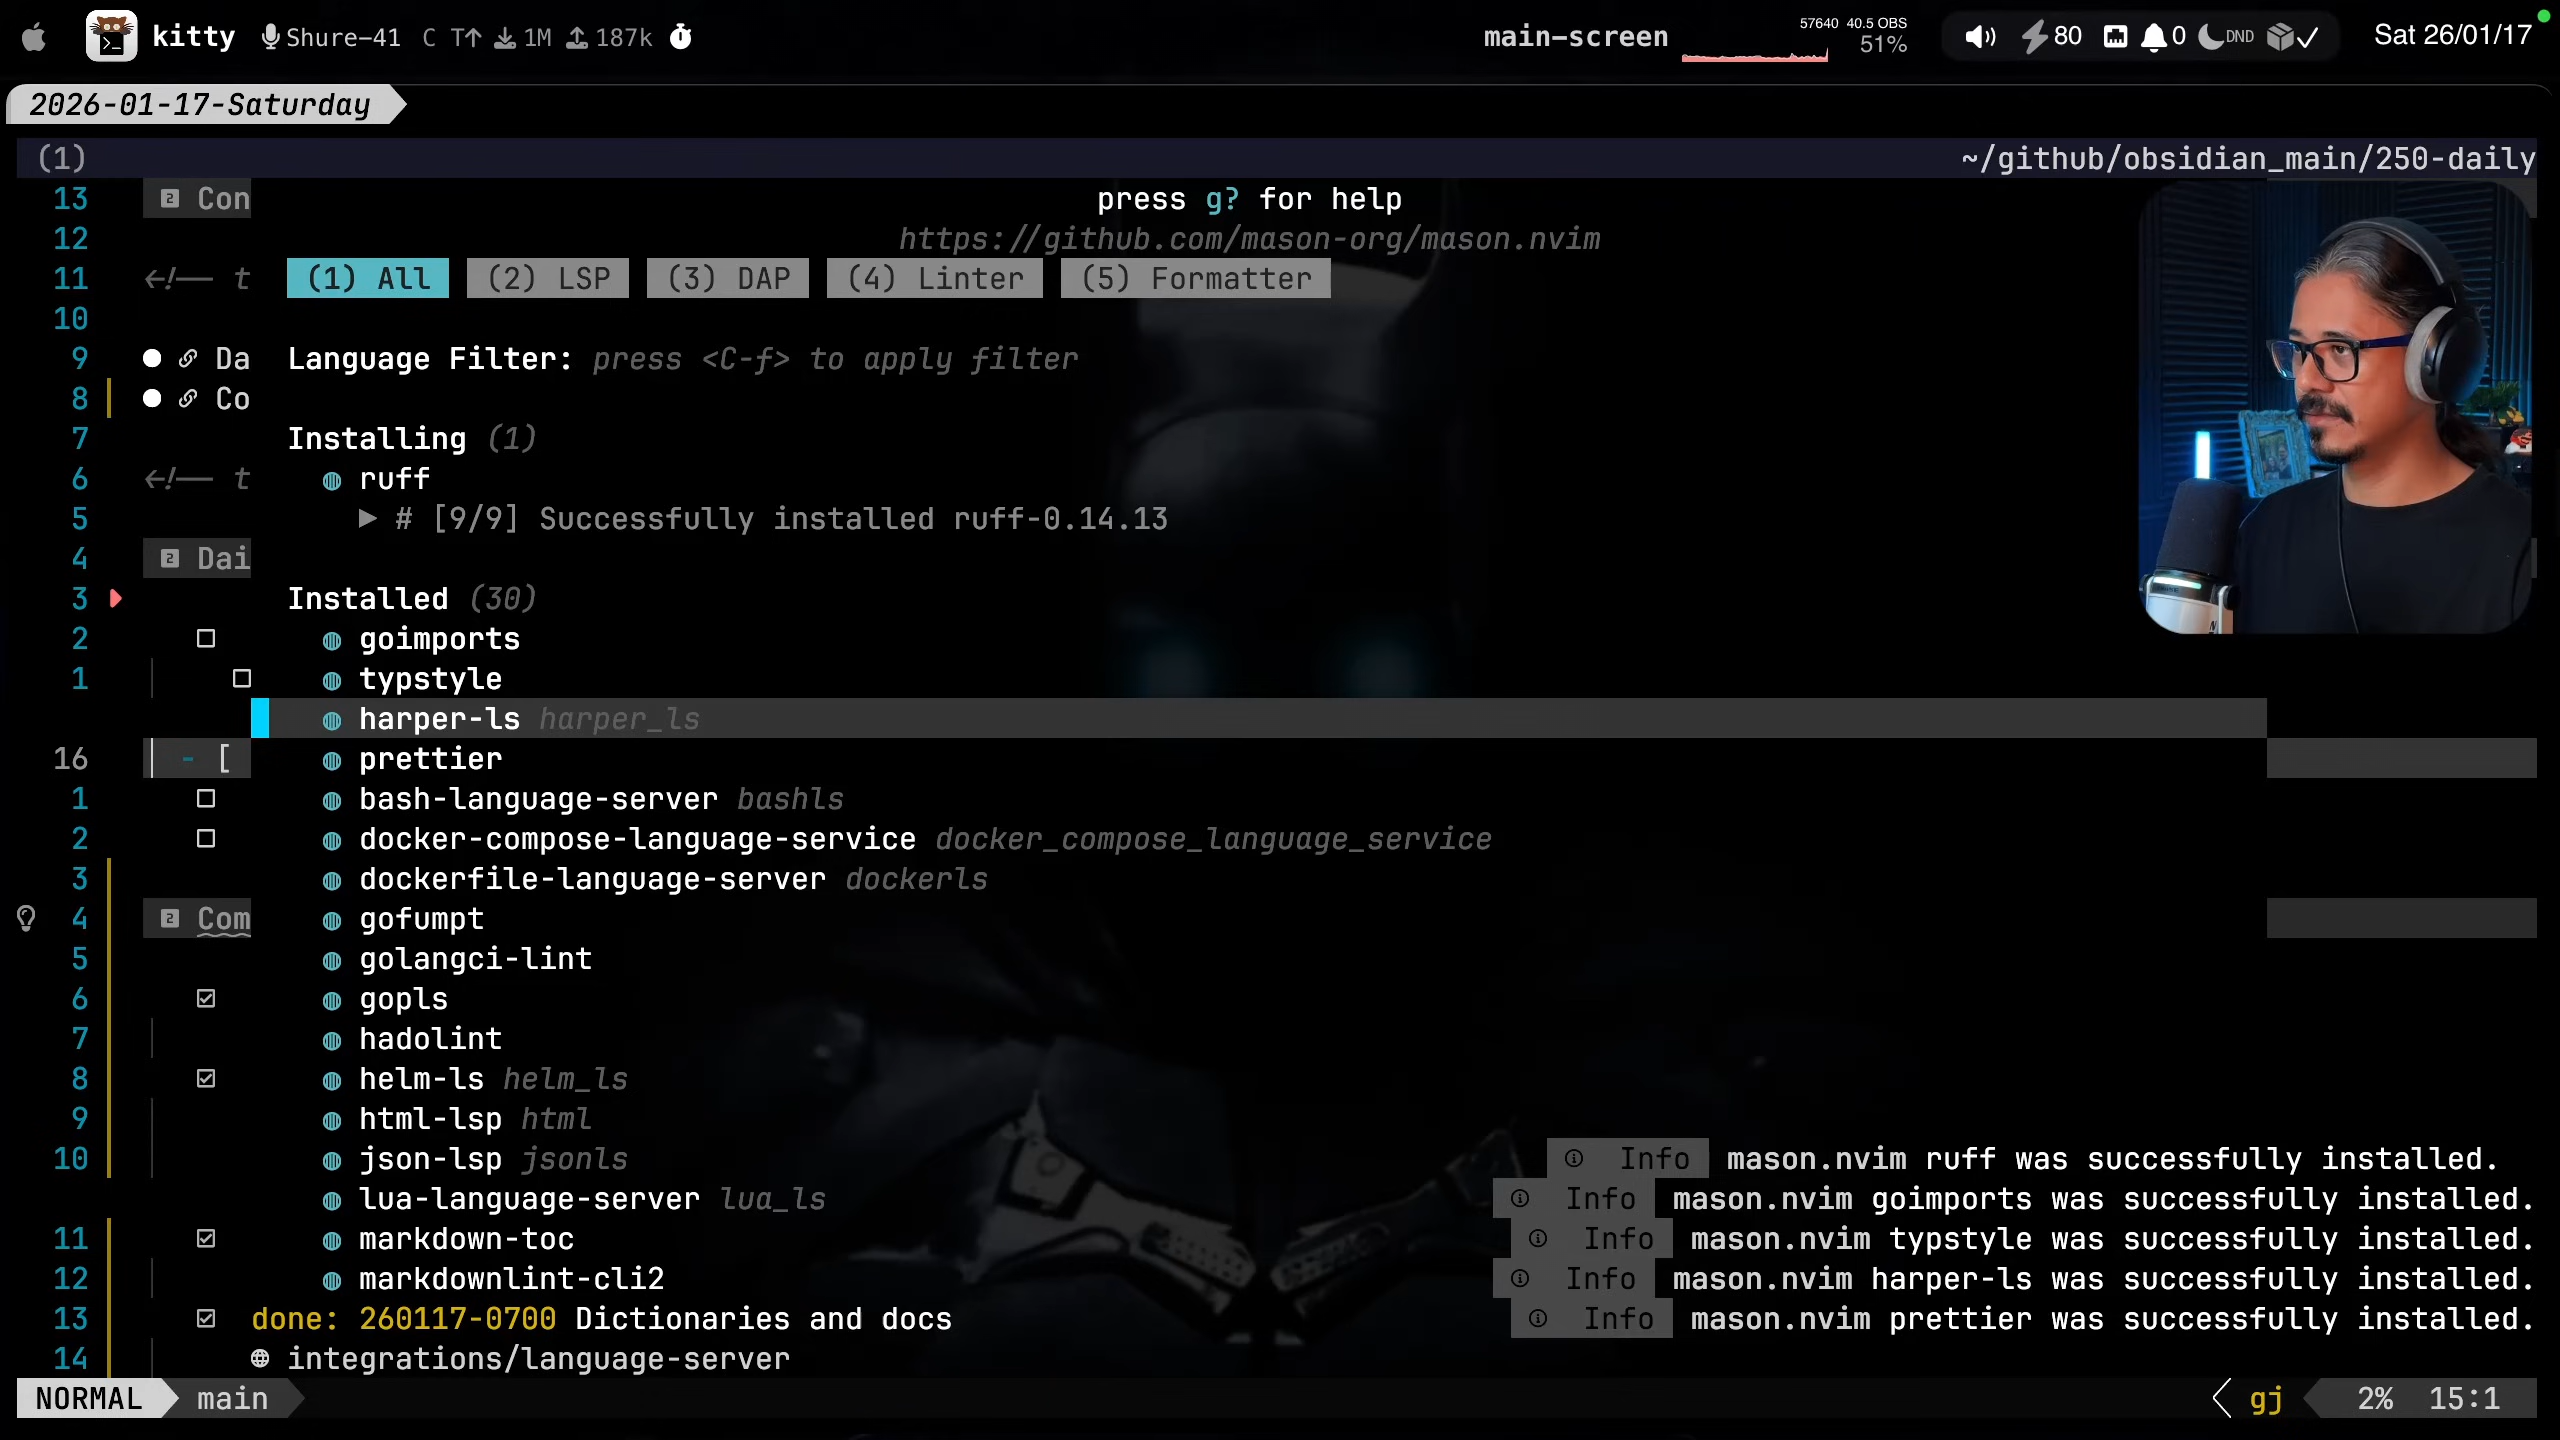 kitty Shure-41 C T↑ 1M 187k main-screen 57640 40.5 OBS 51% 80 0 DND Sat 26/01/17
2026-01-17-Saturday
(1) ~/github/obsidian_main/250-daily
13 2 Con press g? for help
12 https://github.com/mason-org/mason.nvim
11 <!-- t (1) All (2) LSP (3) DAP (4) Linter (5) Formatter
10
9 Da Language Filter: press <C-f> to apply filter
8 Co
7 Installing (1)
6 <!-- t ruff
5 ▶ # [9/9] Successfully installed ruff-0.14.13
4 2 Dai
3 Installed (30)
2 goimports
1 typstyle
harper-ls harper_ls
16 - [ prettier
1 bash-language-server bashls
2 docker-compose-language-service docker_compose_language_service
3 dockerfile-language-server dockerls
4 2 Com gofumpt
5 golangci-lint
6 gopls
7 hadolint
8 helm-ls helm_ls
9 html-lsp html
10 json-lsp jsonls Info mason.nvim ruff was successfully installed.
lua-language-server lua_ls Info mason.nvim goimports was successfully installed.
11 markdown-toc Info mason.nvim typstyle was successfully installed.
12 markdownlint-cli2 Info mason.nvim harper-ls was successfully installed.
13 done: 260117-0700 Dictionaries and docs Info mason.nvim prettier was successfully installed.
14 integrations/language-server
NORMAL main gj 2% 15:1